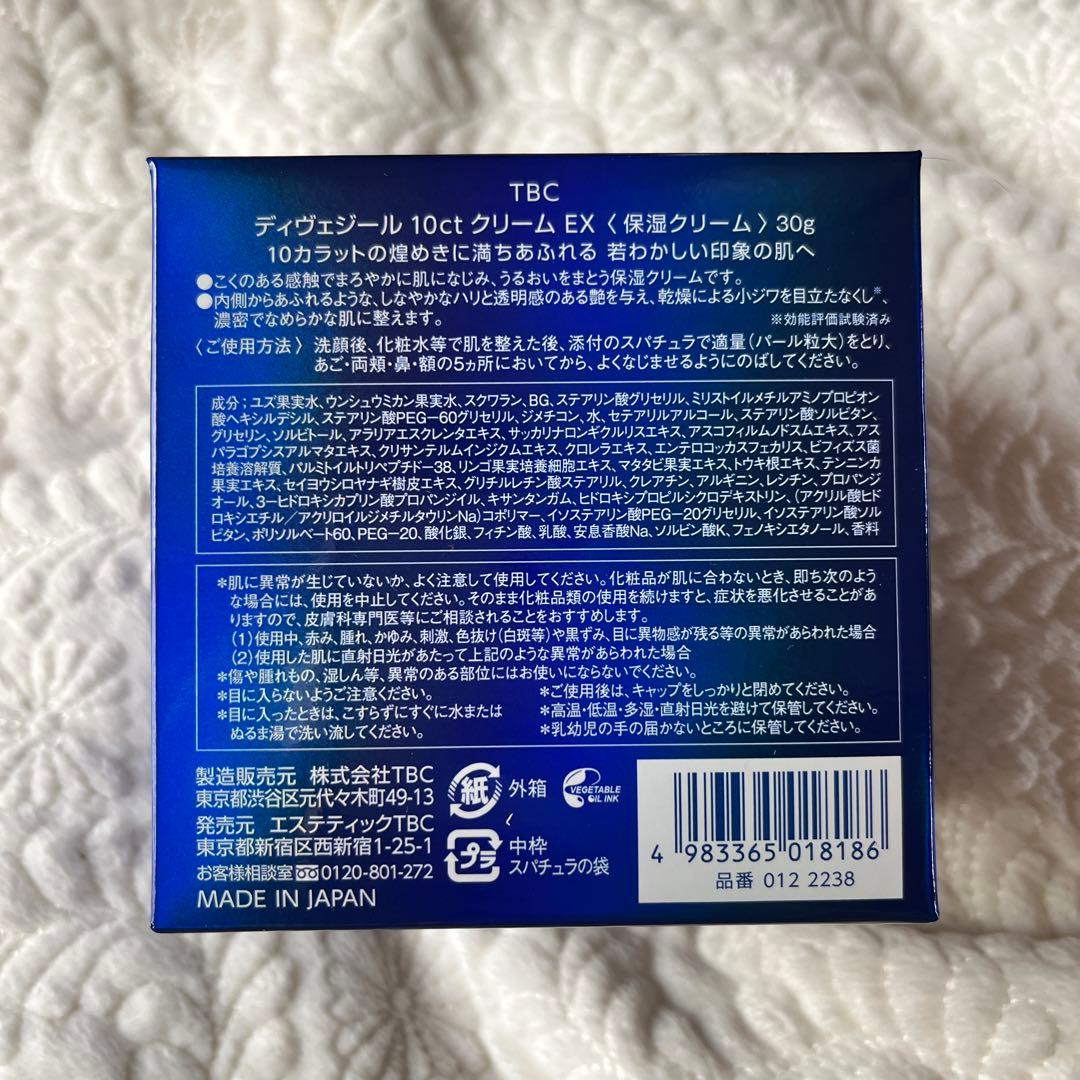 TBC
ディヴェジール 10ct クリーム EX〈保湿クリーム〉30g
10カラットの煌めきに満ちあふれる 若わかしい印象の肌へ
●こくのある感触でまろやかに肌になじみ、うるおいをまとう保湿クリームです。
●内側からあふれるような、しなやかなハリと透明感のある艶を与え、乾燥による小ジワを目立たなくし※、
濃密でなめらかな肌に整えます。 ※効能評価試験済み
〈ご使用方法〉 洗顔後、化粧水等で肌を整えた後、添付のスパチュラで適量(パール粒大)をとり、
あご・両頬・鼻・額の5ヵ所においてから、よくなじませるようにのばしてください。
成分;ユズ果実水、ウンシュウミカン果実水、スクワラン、BG、ステアリン酸グリセリル、ミリストイルメチルアミノプロピオン
酸ヘキシルデシル、ステアリン酸PEG-60グリセリル、ジメチコン、水、セテアリルアルコール、ステアリン酸ソルビタン、
グリセリン、ソルビトール、アラリアエスクレンタエキス、サッカリナロンギクルリスエキス、アスコフィルムノドスムエキス、アス
パラゴプシスアルマタエキス、クリサンテルムインジクムエキス、クロレラエキス、エンテロコッカスフェカリス、ビフィズス菌
培養溶解質、パルミトイルトリペプチド-38、リンゴ果実培養細胞エキス、マタタビ果実エキス、トウキ根エキス、テンニンカ
果実エキス、セイヨウシロヤナギ樹皮エキス、グリチルレチン酸ステアリル、クレアチン、アルギニン、レシチン、プロパンジ
オール、3-ヒドロキシカプリン酸プロパンジイル、キサンタンガム、ヒドロキシプロピルシクロデキストリン、(アクリル酸ヒド
ロキシエチル/アクリロイルジメチルタウリンNa)コポリマー、イソステアリン酸PEG-20グリセリル、イソステアリン酸ソル
ビタン、ポリソルベート60、PEG-20、酸化銀、フィチン酸、乳酸、安息香酸Na、ソルビン酸K、フェノキシエタノール、香料
*肌に異常が生じていないか、よく注意して使用してください。化粧品が肌に合わないとき、即ち次のよう
な場合には、使用を中止してください。そのまま化粧品類の使用を続けますと、症状を悪化させることがあ
りますので、皮膚科専門医等にご相談されることをおすすめします。
(1)使用中、赤み、腫れ、かゆみ、刺激、色抜け(白斑等)や黒ずみ、目に異物感が残る等の異常があらわれた場合
(2)使用した肌に直射日光があたって上記のような異常があらわれた場合
*傷や腫れもの、湿しん等、異常のある部位にはお使いにならないでください。
*目に入らないようご注意ください。
*目に入ったときは、こすらずにすぐに水または
ぬるま湯で洗い流してください。
*ご使用後は、キャップをしっかりと閉めてください。
*高温・低温・多湿・直射日光を避けて保管してください。
*乳幼児の手の届かないところに保管してください。
製造販売元 株式会社TBC
東京都渋谷区元代々木町49-13
発売元 エステティックTBC
東京都新宿区西新宿1-25-1
お客様相談室 0120-801-272
MADE IN JAPAN
紙 外箱
VEGETABLE
OIL INK
プラ 中枠
スパチュラの袋
4 983365 018186
品番 012 2238